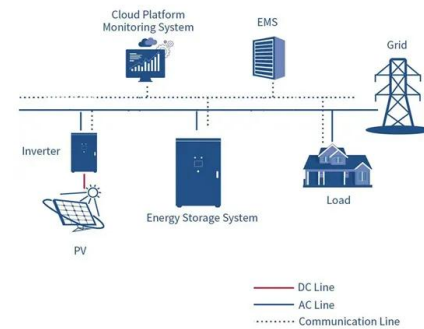 Cloud Platform
Monitoring System
EMS
Grid
Inverter
Energy Storage System
Load
PV
DC Line
AC Line
Communication Line